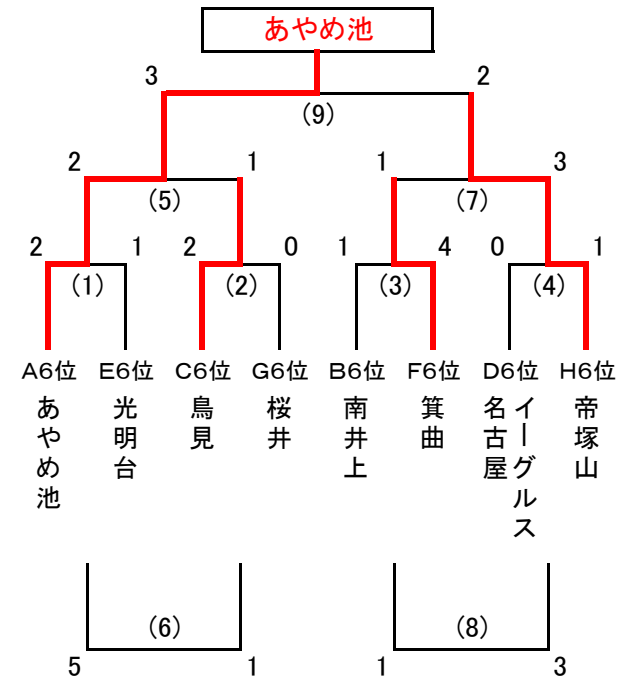 あやめ池
3 2
(9)
2 1 1 3
(5) (7)
2 1 2 0 1 4 0 1
(1) (2) (3) (4)
A6位 E6位 C6位 G6位 B6位 F6位 D6位 H6位
あやめ池
光明台
鳥見
桜井
南井上
箕曲
名古屋
イーグルス
帝塚山
(6) (8)
5 1 1 3